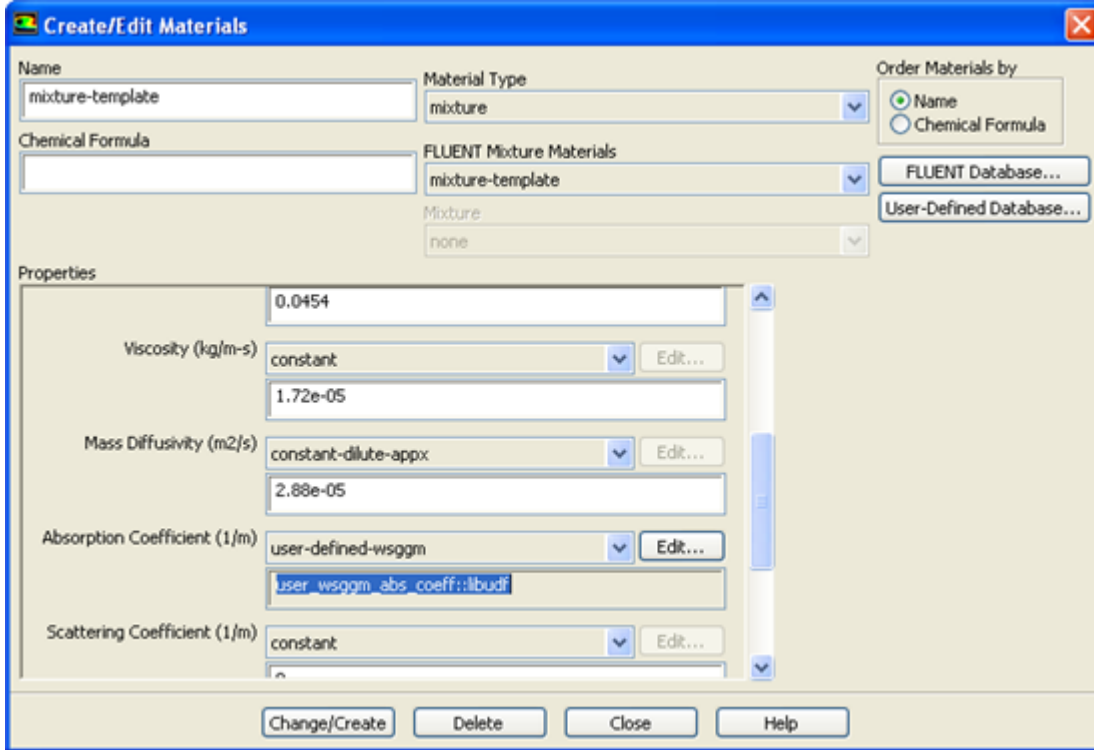 Create/Edit Materials
Name
mixture-template
Chemical Formula
Material Type
mixture
FLUENT Mixture Materials
mixture-template
Mixture
none
Order Materials by
Name
Chemical Formula
FLUENT Database...
User-Defined Database...
Properties
0.0454
Viscosity (kg/m-s)
constant
Edit...
1.72e-05
Mass Diffusivity (m2/s)
constant-dilute-appx
Edit...
2.88e-05
Absorption Coefficient (1/m)
user-defined-wsggm
Edit...
user_wsggm_abs_coeff::libudf
Scattering Coefficient (1/m)
constant
Edit...
Change/Create
Delete
Close
Help